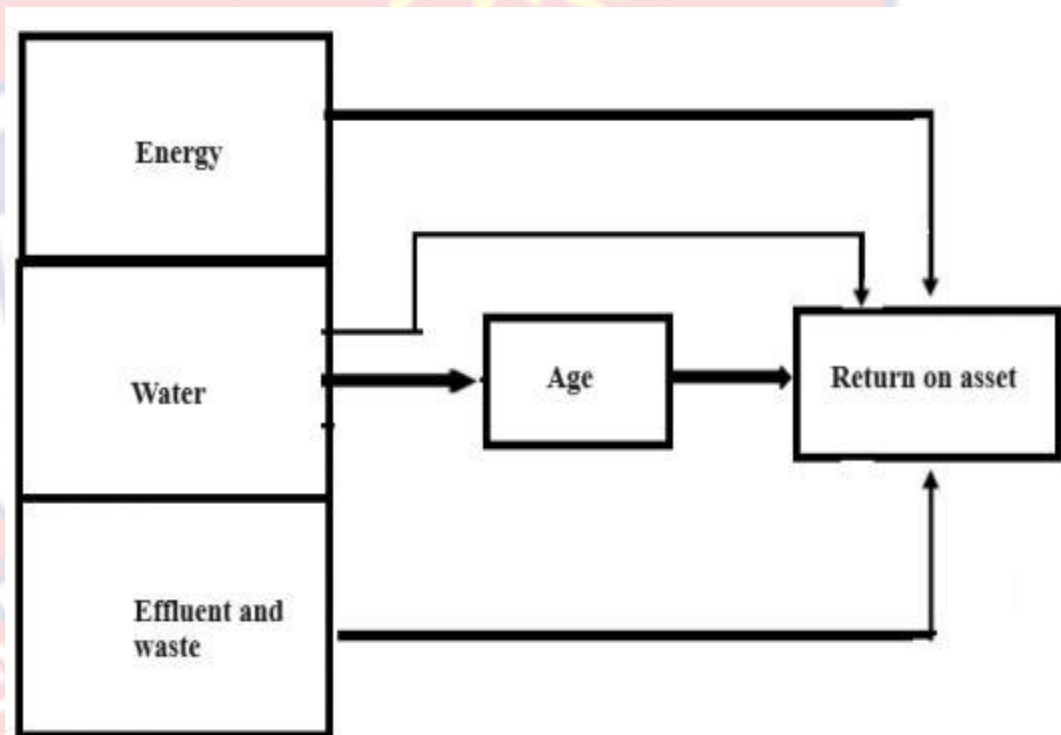 Energy
Water
Age
Return on asset
Effluent and
waste